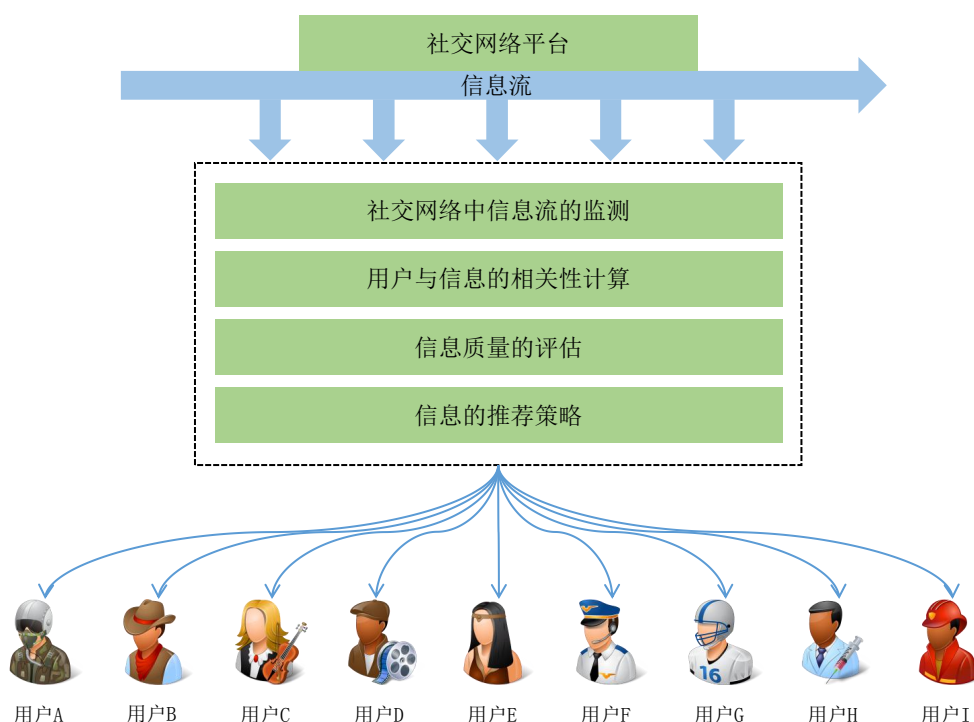 社交网络平台
信息流
社交网络中信息流的监测
用户与信息的相关性计算
信息质量的评估
信息的推荐策略
16
用户A 用户B 用户C 用户D 用户E 用户F 用户G 用户H 用户I